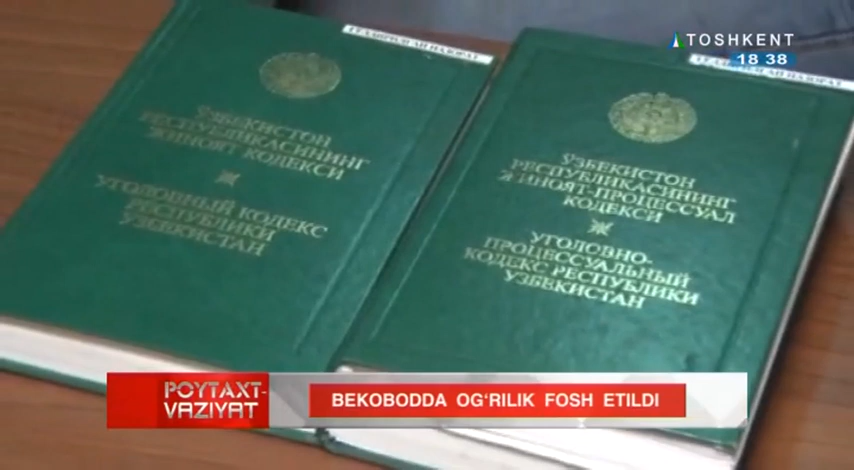 TOSHKENT
18 38
ЎЗБЕКИСТОН
РЕСПУБЛИКАСИНИНГ
ЖИНОЯТ КОДЕКСИ
УГОЛОВНЫЙ КОДЕКС
РЕСПУБЛИКИ
УЗБЕКИСТАН
ЎЗБЕКИСТОН
РЕСПУБЛИКАСИНИНГ
ЖИНОЯТ-ПРОЦЕССУАЛ
КОДЕКСИ
УГОЛОВНО-
ПРОЦЕССУАЛЬНЫЙ
КОДЕКС РЕСПУБЛИКИ
УЗБЕКИСТАН
POYTAXT-
VAZIYAT
BEKOBODDA OG‘RILIK FOSH ETILDI